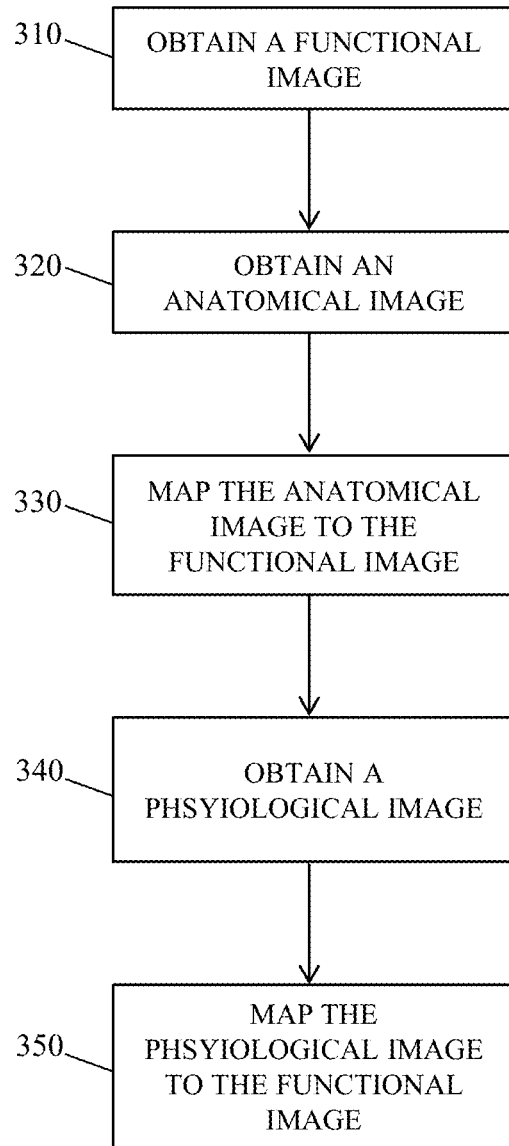 310
OBTAIN A FUNCTIONAL
IMAGE
320
OBTAIN AN
ANATOMICAL IMAGE
330
MAP THE ANATOMICAL
IMAGE TO THE
FUNCTIONAL IMAGE
340
OBTAIN A
PHSYIOLOGICAL IMAGE
350
MAP THE
PHSYIOLOGICAL IMAGE
TO THE FUNCTIONAL
IMAGE